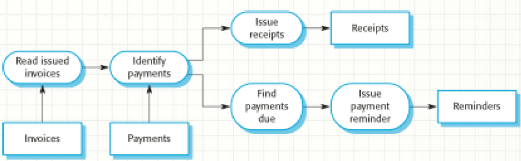 Issue
receipts
Receipts
Read issued
invoices
Identify
payments
Find
payments
due
Issue
payment
reminder
Reminders
Invoices
Payments